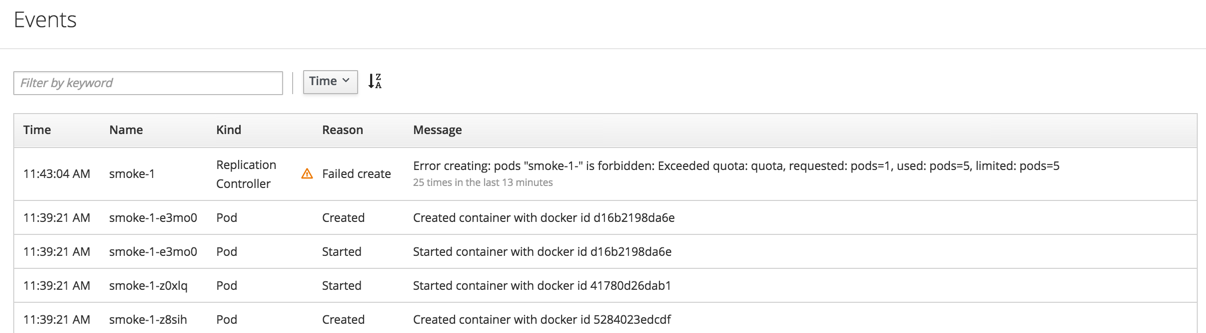 Events
Filter by keyword
Time
Time Name Kind Reason Message
11:43:04 AM smoke-1 Replication Controller Failed create Error creating: pods "smoke-1-" is forbidden: Exceeded quota: quota, requested: pods=1, used: pods=5, limited: pods=5
25 times in the last 13 minutes
11:39:21 AM smoke-1-e3mo0 Pod Created Created container with docker id d16b2198da6e
11:39:21 AM smoke-1-e3mo0 Pod Started Started container with docker id d16b2198da6e
11:39:21 AM smoke-1-z0xlq Pod Started Started container with docker id 41780d26dab1
11:39:21 AM smoke-1-z8sih Pod Created Created container with docker id 5284023edcdf